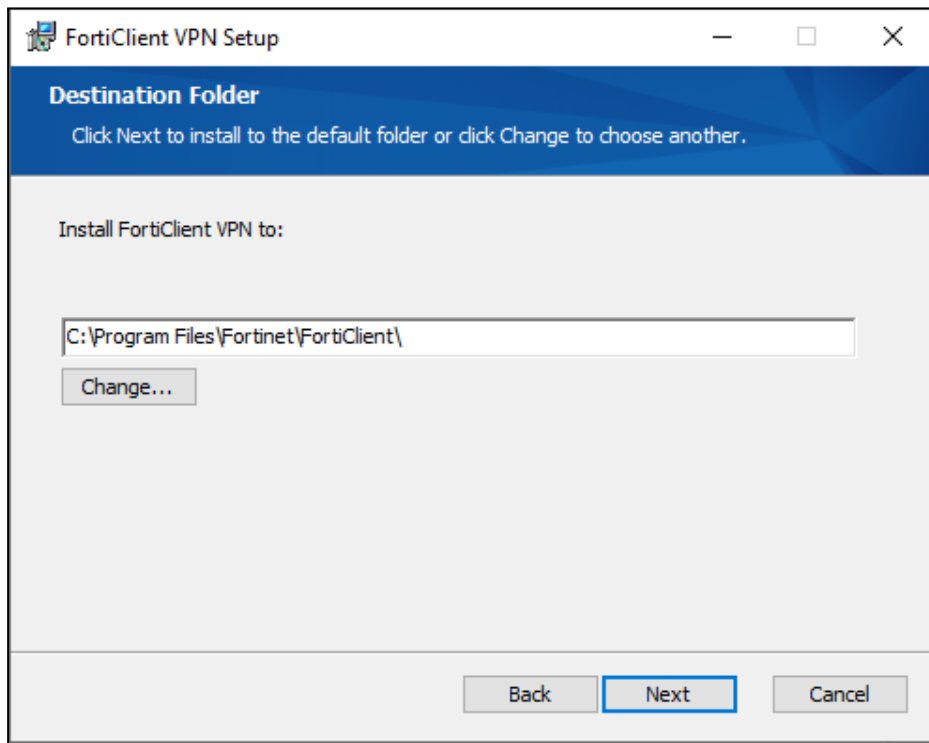 FortiClient VPN Setup
Destination Folder
Click Next to install to the default folder or click Change to choose another.
Install FortiClient VPN to:
C:\Program Files\Fortinet\FortiClient\
Change...
Back Next Cancel